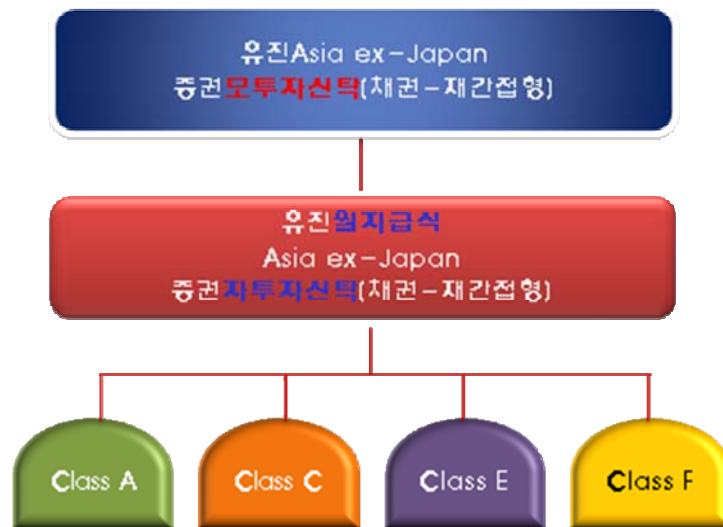 유진Asia ex-Japan
증권모투자신탁(채권-재간접형)
유진월지급식
Asia ex-Japan
증권자투자신탁(채권-재간접형)
Class A
Class C
Class E
Class F